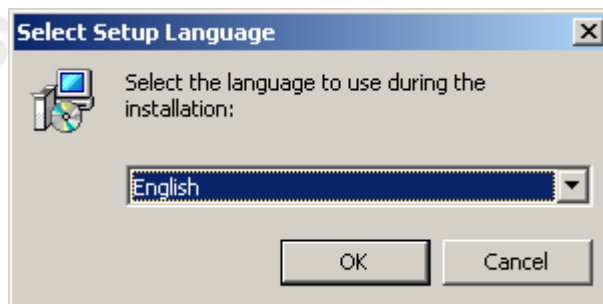 Select Setup Language
Select the language to use during the
installation:
English
OK
Cancel